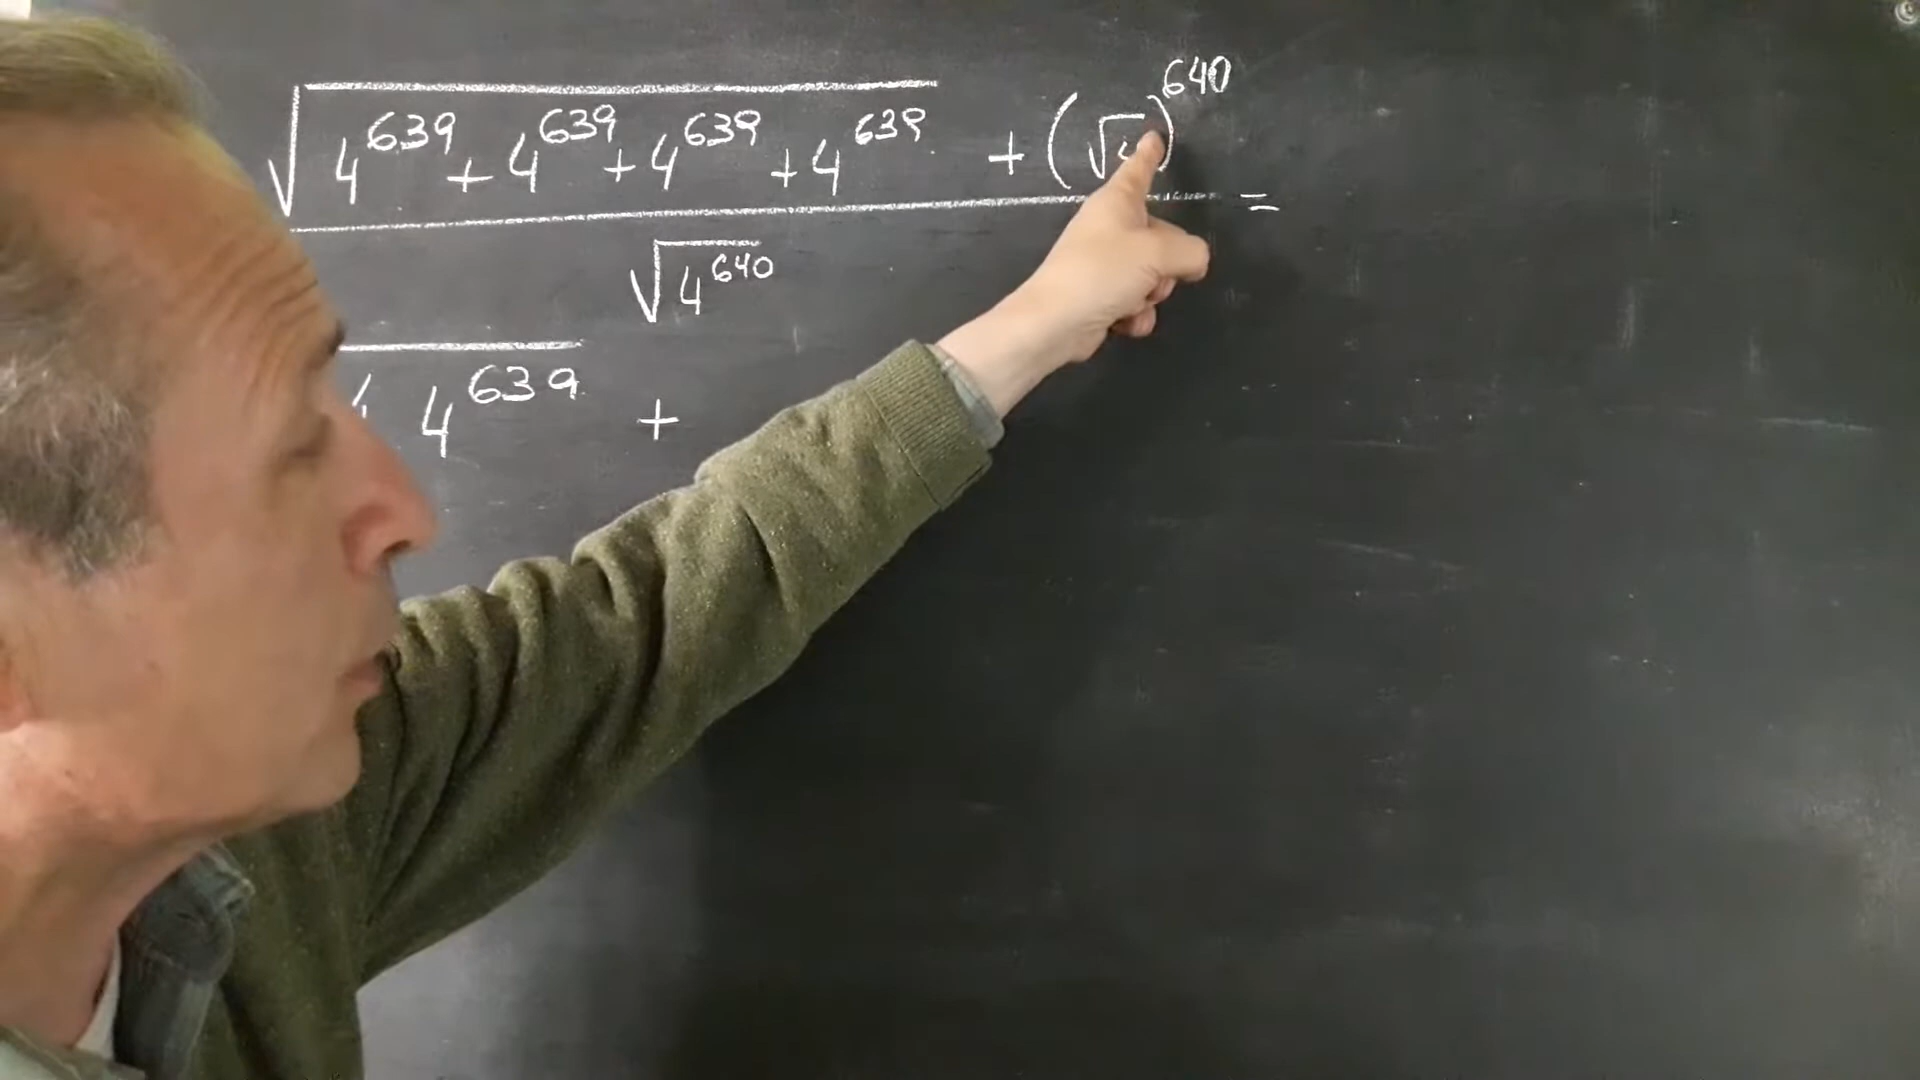 √(4^639 + 4^639 + 4^639 + 4^639) + (√4)^640
=
√(4^640)
4^639 +